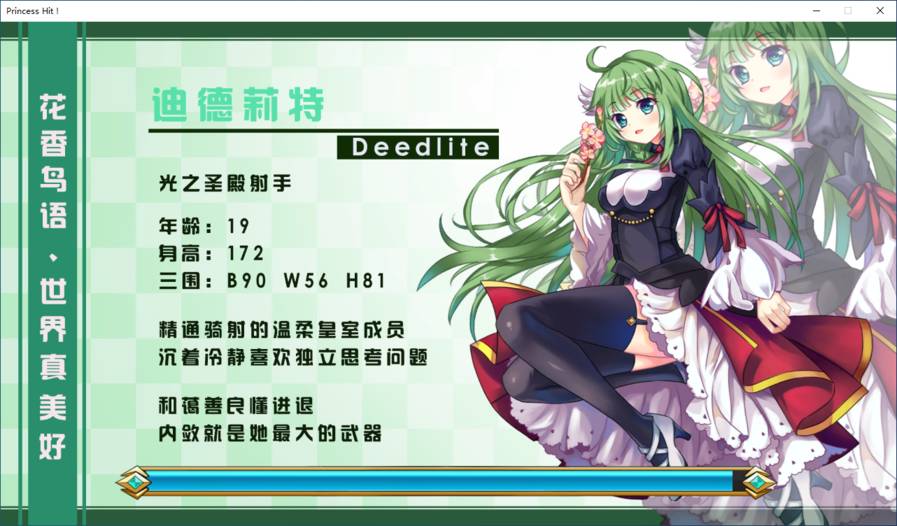 Princess Hit !
花香鸟语、世界真美好
迪德莉特
Deedlite
光之圣殿射手
年龄：19
身高：172
三围：B90 W56 H81
精通骑射的温柔皇室成员
沉着冷静喜欢独立思考问题
和蔼善良懂进退
内敛就是她最大的武器